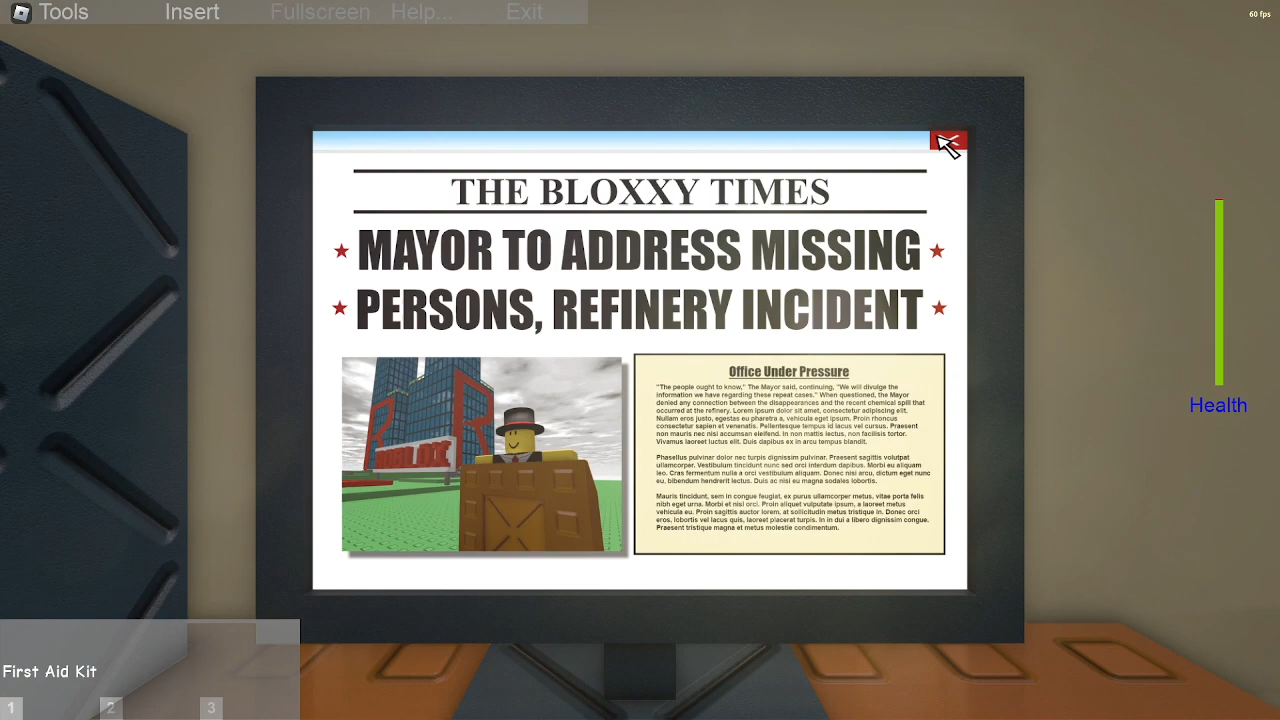 Tools Insert Fullscreen Help... Exit
60 fps
THE BLOXXY TIMES
MAYOR TO ADDRESS MISSING
PERSONS, REFINERY INCIDENT
ROBLOX
Office Under Pressure
"The people ought to know," The Mayor said, continuing, "We will divulge the
information we have regarding these repeat cases." When questioned, the Mayor
denied any connection between the disappearances and the recent chemical spill that
occurred at the refinery. Lorem ipsum dolor sit amet, consectetur adipiscing elit.
Nullam eros justo, egestas eu pharetra a, vehicula eget ipsum. Proin rhoncus
consectetur sapien et venenatis. Pellentesque tempus id lacus vel cursus. Praesent
non mauris nec nisi accumsan eleifend. In non mattis lectus, non facilisis tortor.
Vivamus laoreet luctus elit. Duis dapibus ex in arcu tempus blandit.
Phasellus pulvinar dolor nec turpis dignissim pulvinar. Praesent sagittis volutpat
ullamcorper. Vestibulum tincidunt nunc sed orci interdum dapibus. Morbi eu aliquam
leo. Cras fermentum nulla a orci vestibulum aliquam. Donec nisi arcu, dictum eget nunc
eu, bibendum hendrerit lectus. Duis ac nisi eu magna sodales lobortis.
Mauris tincidunt, sem in congue feugiat, ex purus ullamcorper metus, vitae porta felis
nibh eget urna. Morbi et nisl orci. Proin aliquet vulputate ipsum, a laoreet metus
vehicula eu. Proin sagittis auctor lorem, at sollicitudin metus tristique in. Donec orci
eros, lobortis vel lacus quis, laoreet placerat turpis. In in dui a libero dignissim congue.
Praesent tristique magna et metus molestie condimentum.
Health
First Aid Kit
1 2 3